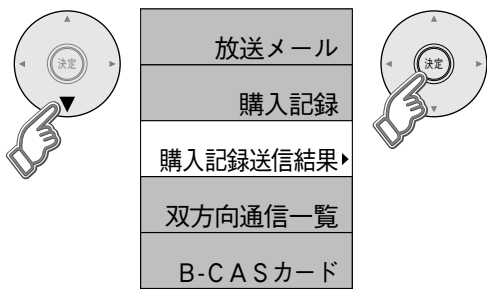 決定
放送メール
購入記録
購入記録送信結果
双方向通信一覧
B-CASカード
決定